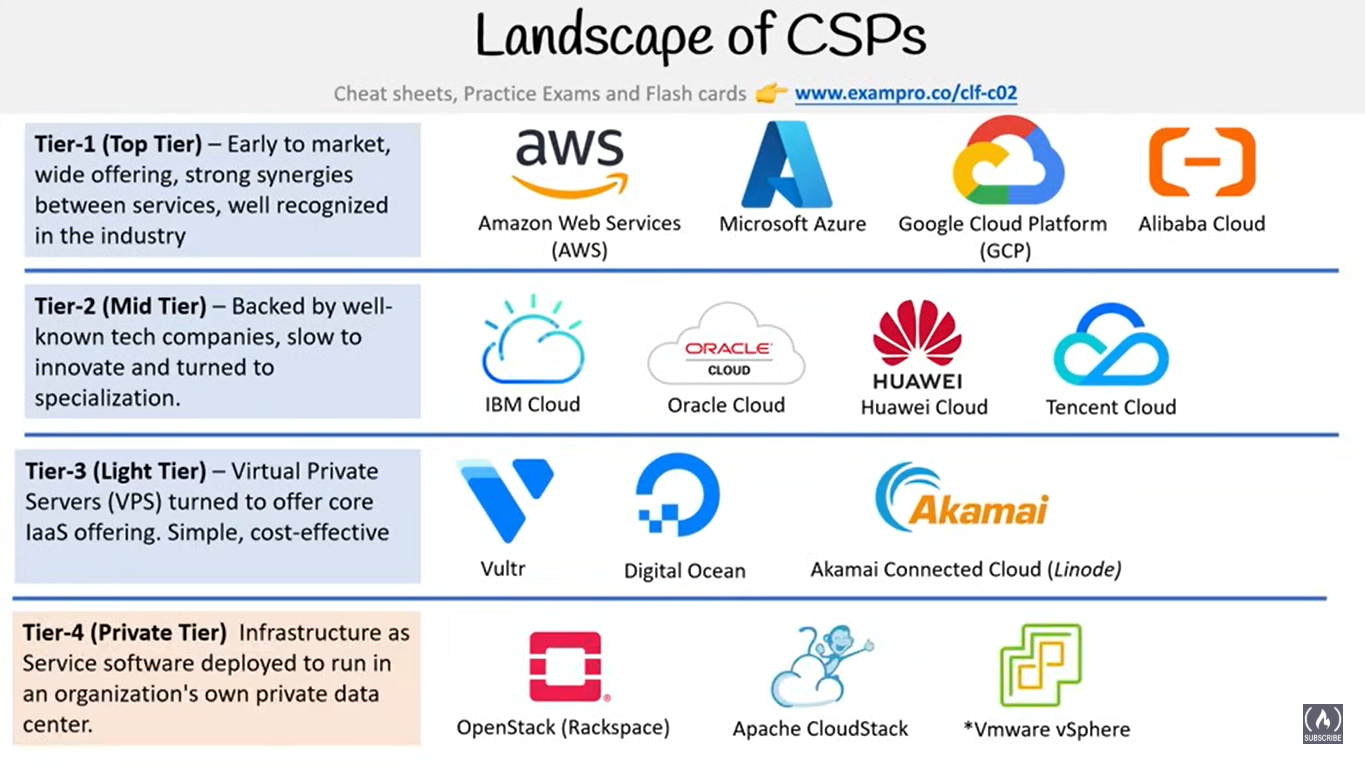 Landscape of CSPs
Cheat sheets, Practice Exams and Flash cards 👉 www.exampro.co/clf-c02
Tier-1 (Top Tier) – Early to market,
wide offering, strong synergies
between services, well recognized
in the industry
aws
Amazon Web Services
(AWS)
Microsoft Azure
Google Cloud Platform
(GCP)
Alibaba Cloud
Tier-2 (Mid Tier) – Backed by well-
known tech companies, slow to
innovate and turned to
specialization.
IBM Cloud
ORACLE
CLOUD
Oracle Cloud
HUAWEI
Huawei Cloud
Tencent Cloud
Tier-3 (Light Tier) – Virtual Private
Servers (VPS) turned to offer core
IaaS offering. Simple, cost-effective
Vultr
Digital Ocean
Akamai
Akamai Connected Cloud (Linode)
Tier-4 (Private Tier) Infrastructure as
Service software deployed to run in
an organization's own private data
center.
OpenStack (Rackspace)
Apache CloudStack
*Vmware vSphere
SUBSCRIBE